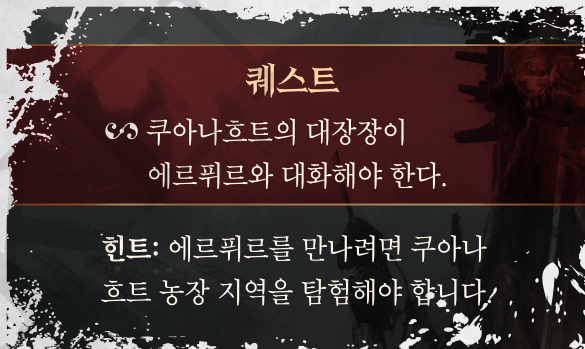 퀘스트
쿠아나흐트의 대장장이
에르퓌르와 대화해야 한다.
힌트: 에르퓌르를 만나려면 쿠아나
흐트 농장 지역을 탐험해야 합니다.